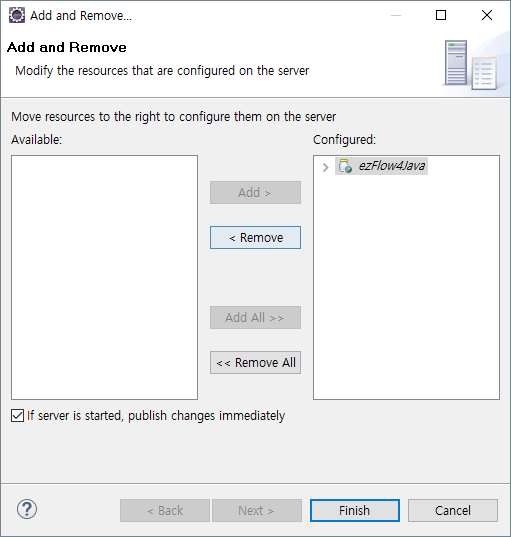 Add and Remove...
Add and Remove
Modify the resources that are configured on the server
Move resources to the right to configure them on the server
Available:
Configured:
ezFlow4Java
Add >
< Remove
Add All >>
<< Remove All
If server is started, publish changes immediately
?
< Back
Next >
Finish
Cancel